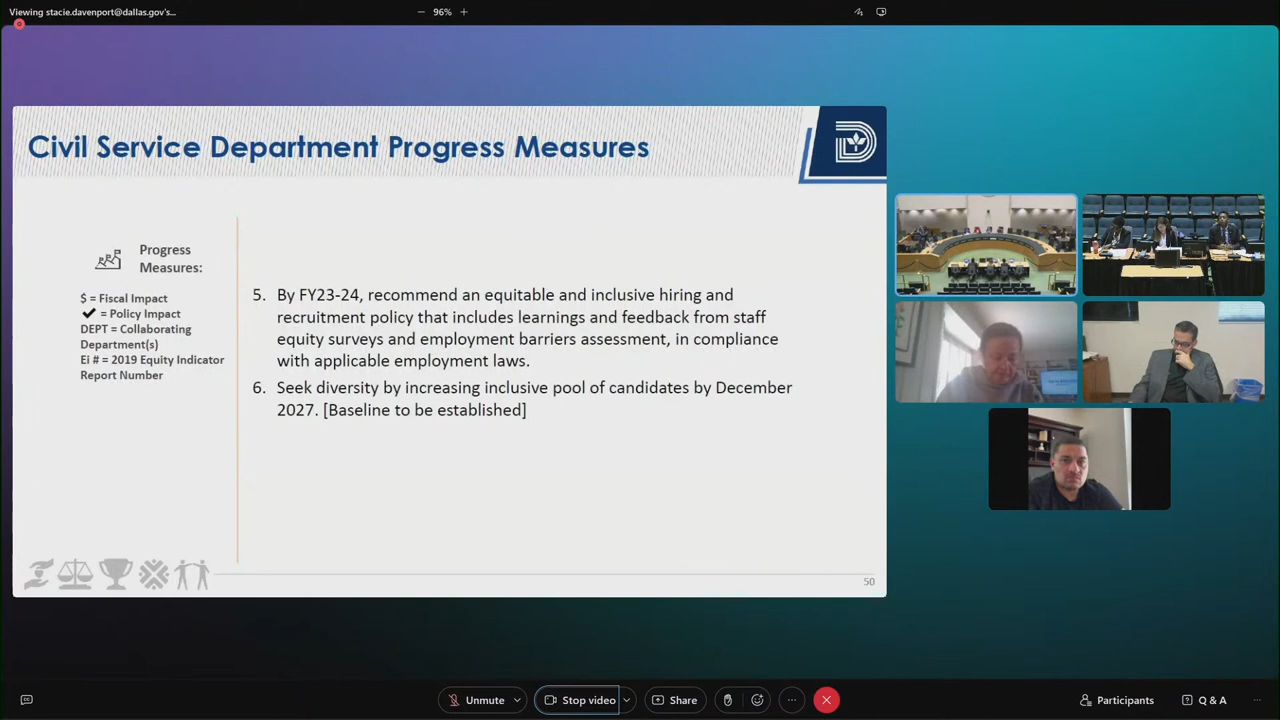 Viewing stacie.davenport@dallas.gov's...
96%
Civil Service Department Progress Measures
Progress
Measures:
$ = Fiscal Impact
✔ = Policy Impact
DEPT = Collaborating
Department(s)
Ei # = 2019 Equity Indicator
Report Number
5. By FY23-24, recommend an equitable and inclusive hiring and
recruitment policy that includes learnings and feedback from staff
equity surveys and employment barriers assessment, in compliance
with applicable employment laws.
6. Seek diversity by increasing inclusive pool of candidates by December
2027. [Baseline to be established]
50
Unmute
Stop video
Share
Participants
Q & A